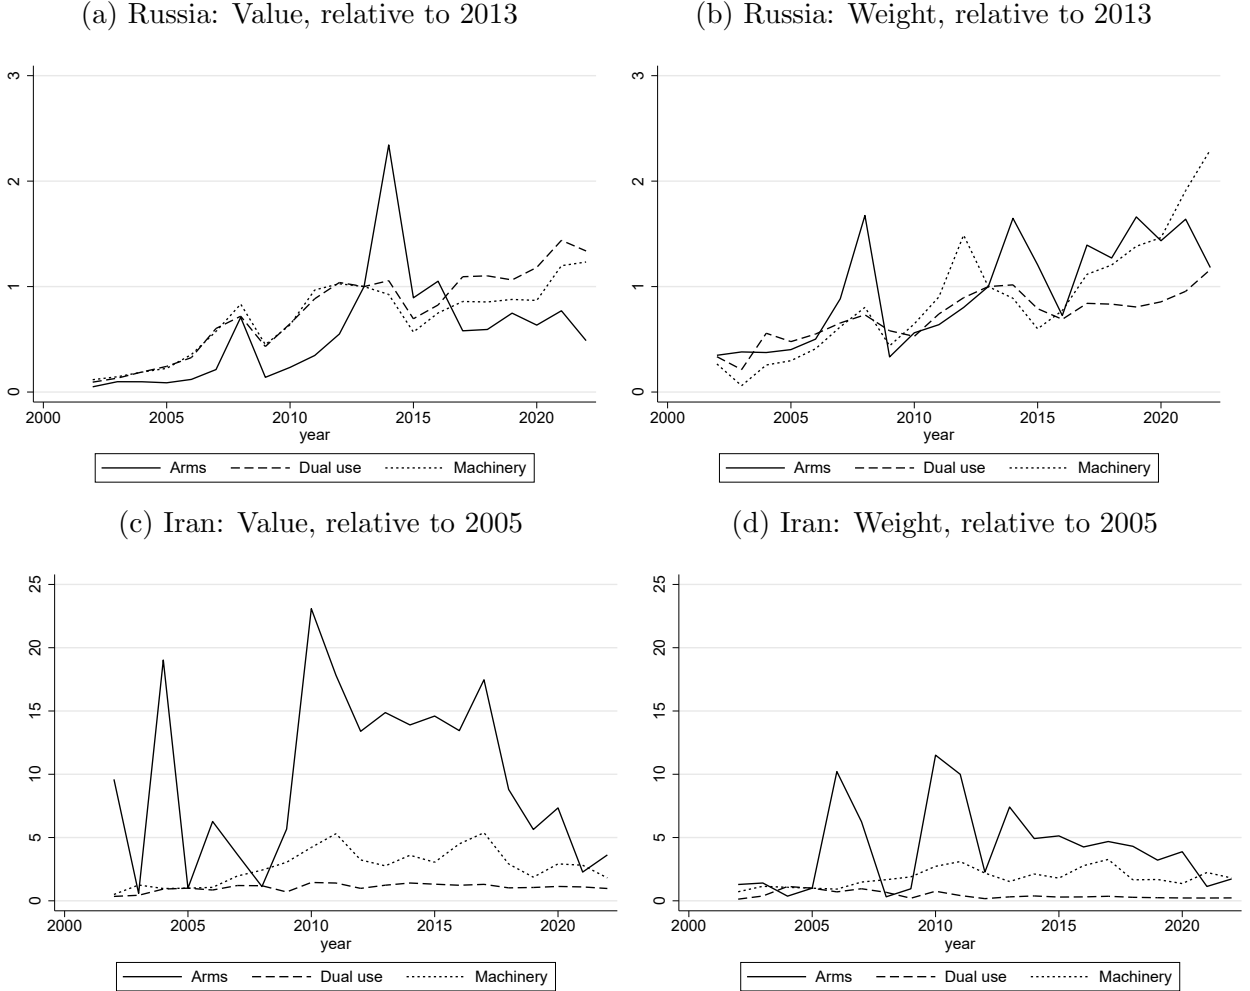 (a) Russia: Value, relative to 2013
3
2
1
0
2000 2005 2010 2015 2020
year
Arms Dual use Machinery
(b) Russia: Weight, relative to 2013
3
2
1
0
2000 2005 2010 2015 2020
year
Arms Dual use Machinery
(c) Iran: Value, relative to 2005
25
20
15
10
5
0
2000 2005 2010 2015 2020
year
Arms Dual use Machinery
(d) Iran: Weight, relative to 2005
25
20
15
10
5
0
2000 2005 2010 2015 2020
year
Arms Dual use Machinery